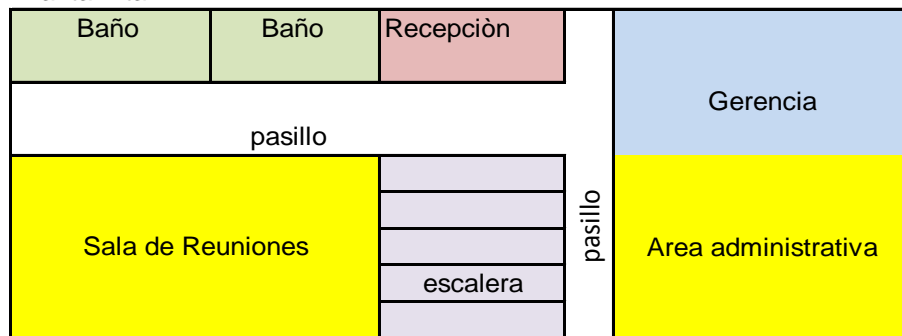 Baño
Baño
Recepciòn
Gerencia
pasillo
pasillo
Sala de Reuniones
Area administrativa
escalera